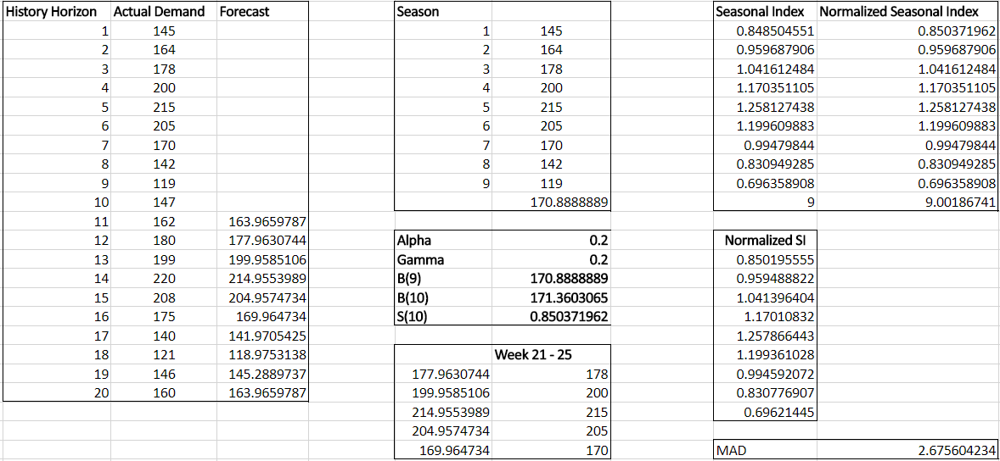 History Horizon Actual Demand Forecast
1 145
2 164
3 178
4 200
5 215
6 205
7 170
8 142
9 119
10 147
11 162 163.9659787
12 180 177.9630744
13 199 199.9585106
14 220 214.9553989
15 208 204.9574734
16 175 169.964734
17 140 141.9705425
18 121 118.9753138
19 146 145.2889737
20 160 163.9659787
Season
1 145
2 164
3 178
4 200
5 215
6 205
7 170
8 142
9 119
170.8888889
Alpha 0.2
Gamma 0.2
B(9) 170.8888889
B(10) 171.3603065
S(10) 0.850371962
Week 21 - 25
177.9630744 178
199.9585106 200
214.9553989 215
204.9574734 205
169.964734 170
Seasonal Index Normalized Seasonal Index
0.848504551 0.850371962
0.959687906 0.959687906
1.041612484 1.041612484
1.170351105 1.170351105
1.258127438 1.258127438
1.199609883 1.199609883
0.99479844 0.99479844
0.830949285 0.830949285
0.696358908 0.696358908
9 9.00186741
Normalized SI
0.850195555
0.959488822
1.041396404
1.17010832
1.257866443
1.199361028
0.994592072
0.830776907
0.69621445
MAD 2.675604234